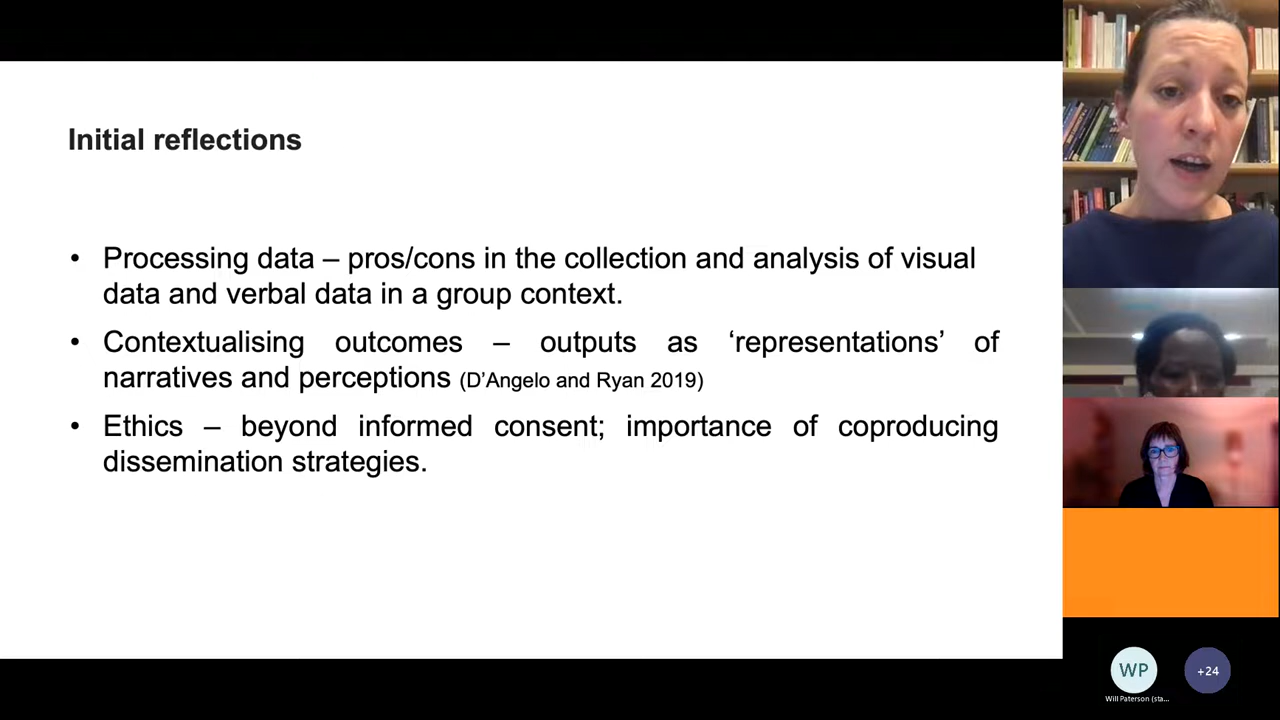 Initial reflections
• Processing data – pros/cons in the collection and analysis of visual
data and verbal data in a group context.
• Contextualising outcomes – outputs as ‘representations’ of
narratives and perceptions (D’Angelo and Ryan 2019)
• Ethics – beyond informed consent; importance of coproducing
dissemination strategies.
WP
+24
Will Paterson (sta...